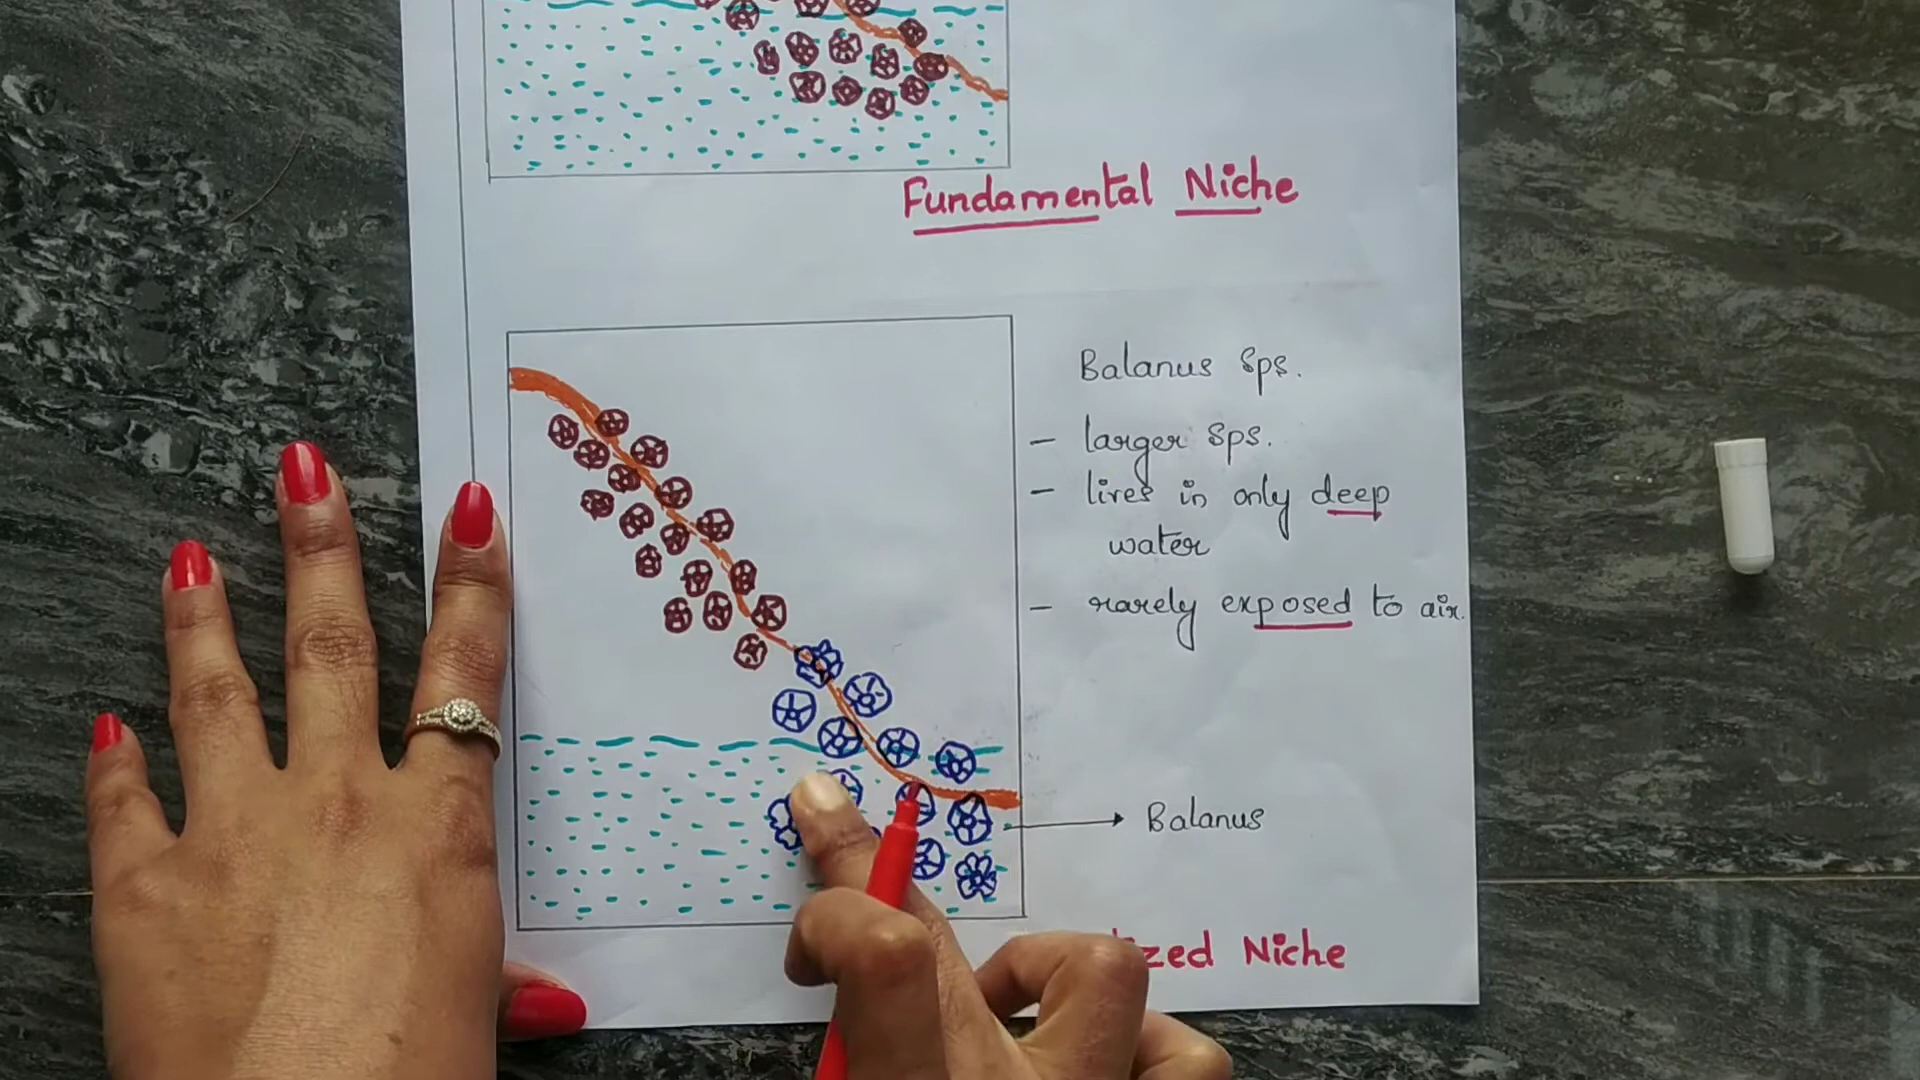 Fundamental Niche
Balanus Sps.
– larger Sps.
– lives in only deep
water
– rarely exposed to air.
Balanus
Niche